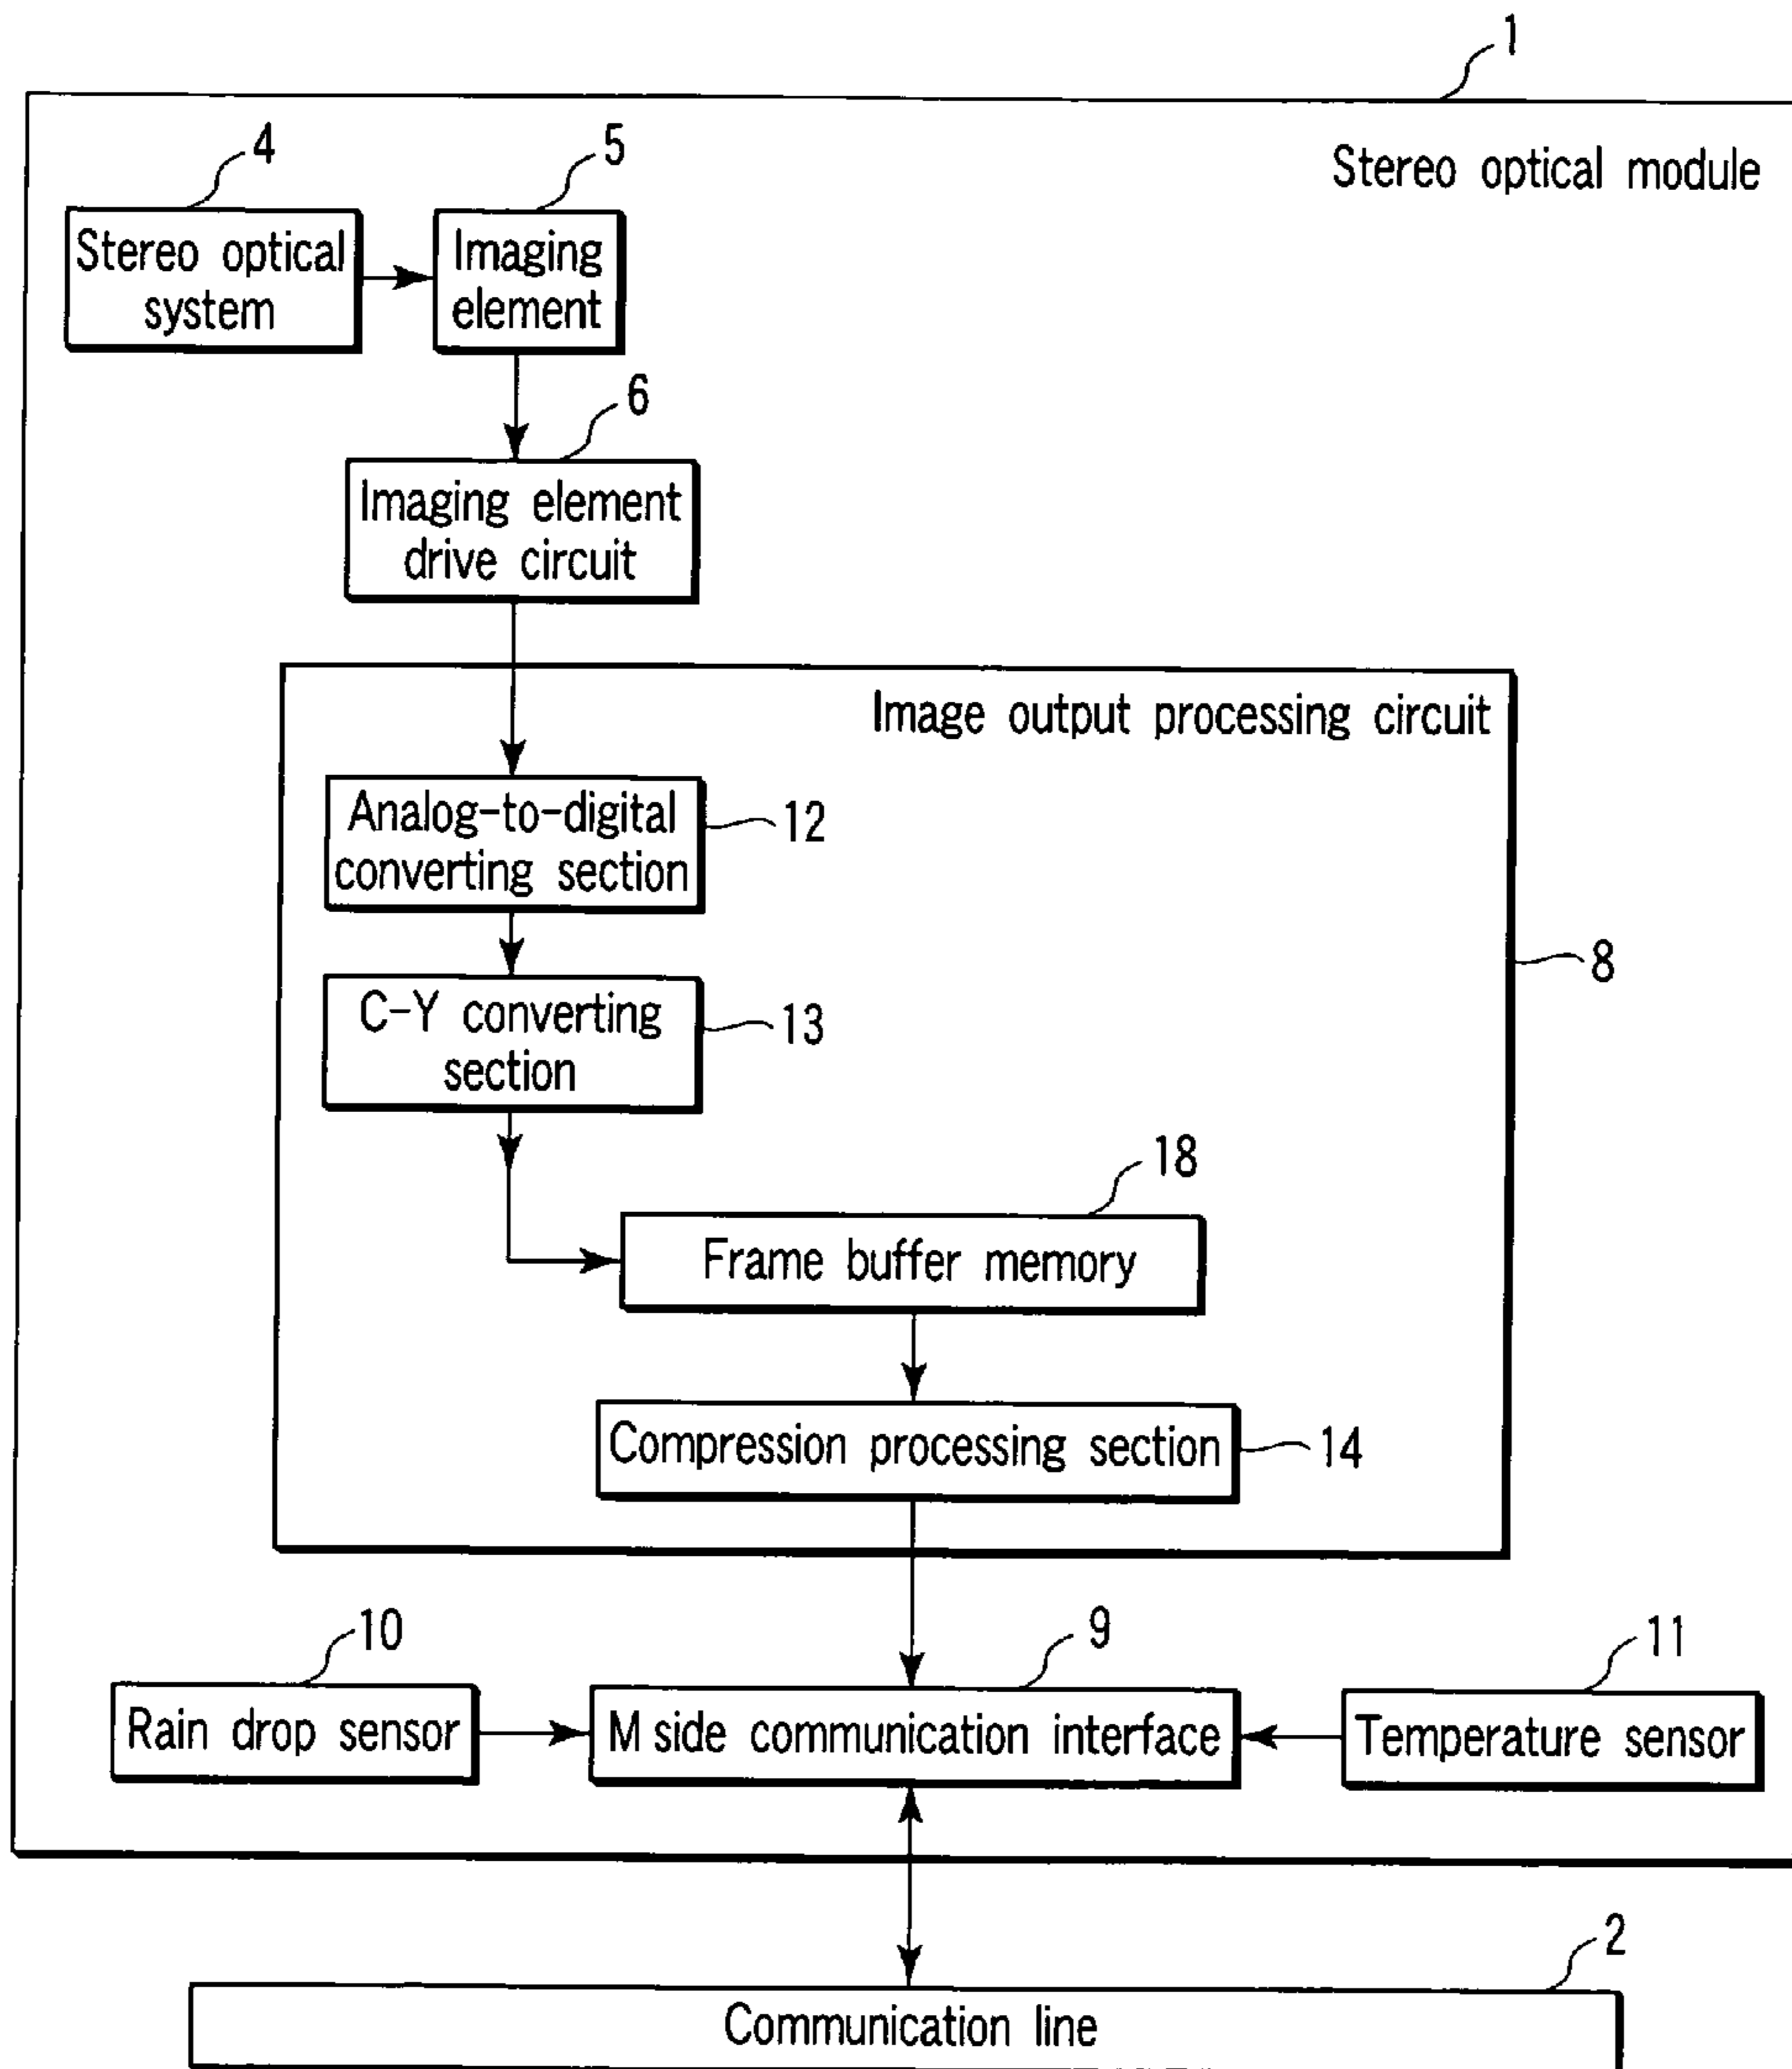 1
Stereo optical module
4
5
Stereo optical
system
Imaging
element
6
Imaging element
drive circuit
Image output processing circuit
Analog-to-digital
converting section
12
8
C-Y converting
section
13
18
Frame buffer memory
Compression processing section
14
10
9
11
Rain drop sensor
M side communication interface
Temperature sensor
2
Communication line